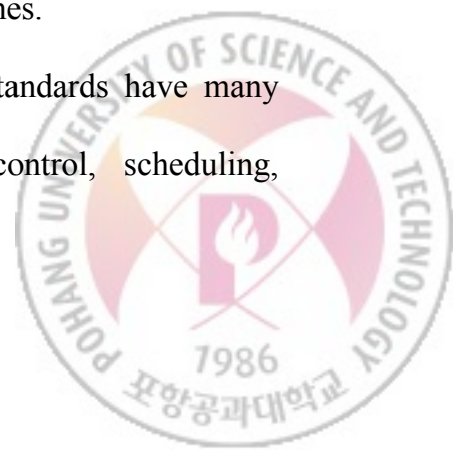 nes.
tandards have many
control, scheduling,
POHANG UNIVERSITY OF SCIENCE AND TECHNOLOGY
P
1986
포항공과대학교